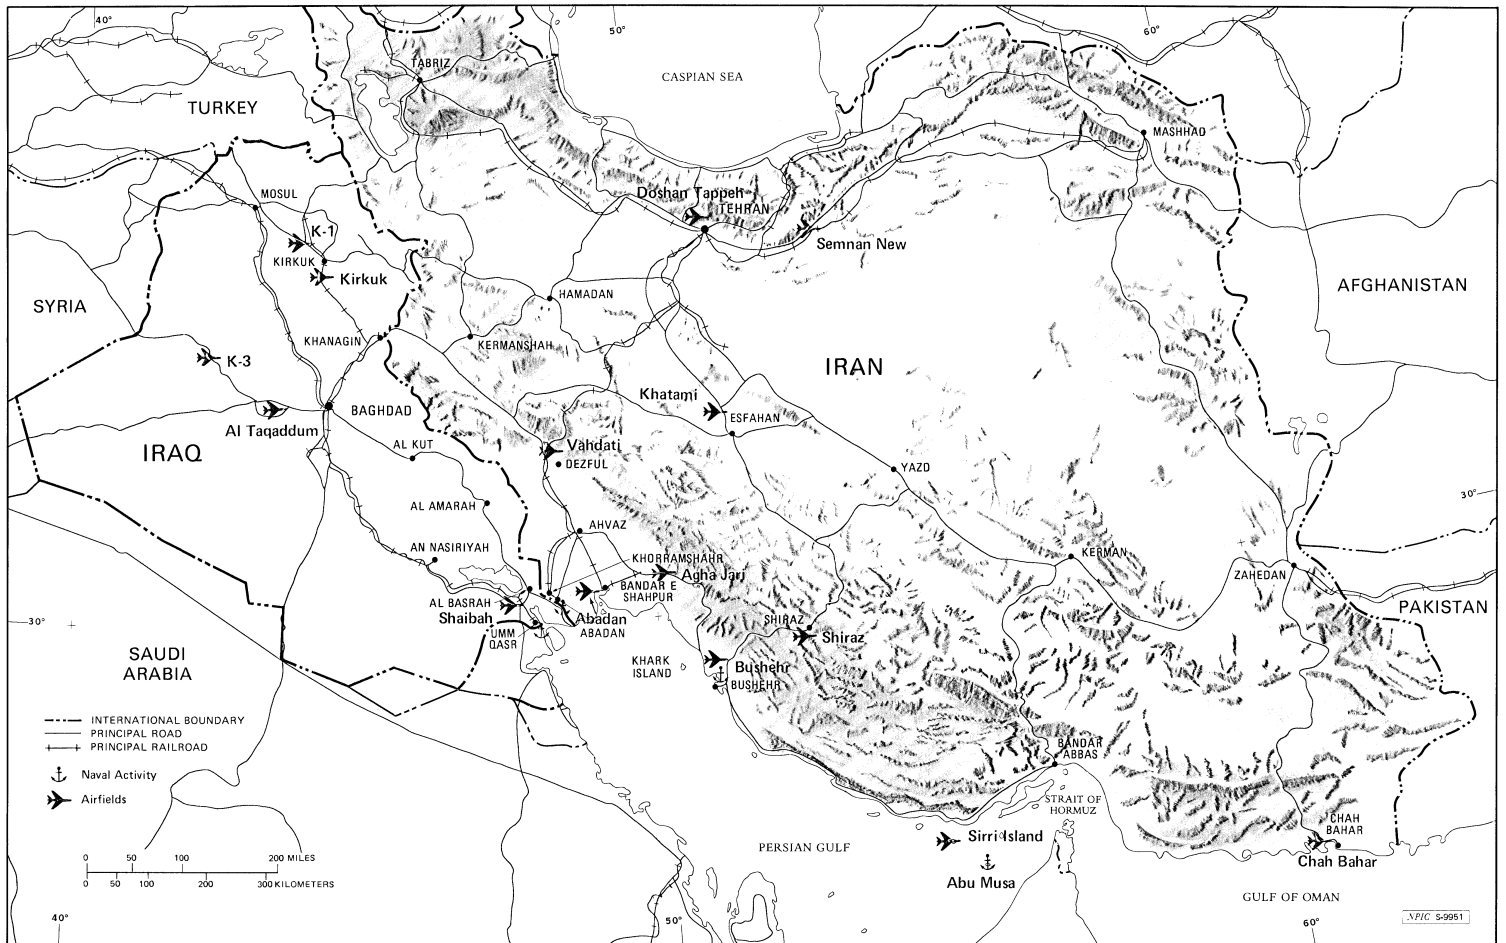 40°
50°
60°
TABRIZ
CASPIAN SEA
TURKEY
MASHHAD
MOSUL
Doshan Tappeh
TEHRAN
K-1
Semnan New
KIRKUK
Kirkuk
AFGHANISTAN
HAMADAN
SYRIA
KHANAGIN
KERMANSHAH
K-3
IRAN
Khatami
BAGHDAD
ESFAHAN
Al Taqaddum
AL KUT
Vahdati
IRAQ
DEZFUL
YAZD
30°
AL AMARAH
AHVAZ
AN NASIRIYAH
KHORRAMSHAHR
KERMAN
Agha Jari
ZAHEDAN
BANDAR E
SHAHPUR
AL BASRAH
PAKISTAN
Shaibah
Abadan
SHIRAZ
30°
UMM
QASR
ABADAN
Shiraz
SAUDI
ARABIA
KHARK
ISLAND
Bushehr
BUSHEHR
INTERNATIONAL BOUNDARY
PRINCIPAL ROAD
PRINCIPAL RAILROAD
BANDAR
ABBAS
Naval Activity
Airfields
STRAIT OF
HORMUZ
CHAH
BAHAR
Sirri Island
PERSIAN GULF
Chah Bahar
0 50 100 200 MILES
0 50 100 200 300 KILOMETERS
Abu Musa
GULF OF OMAN
40°
50°
60°
NPIC S-9951